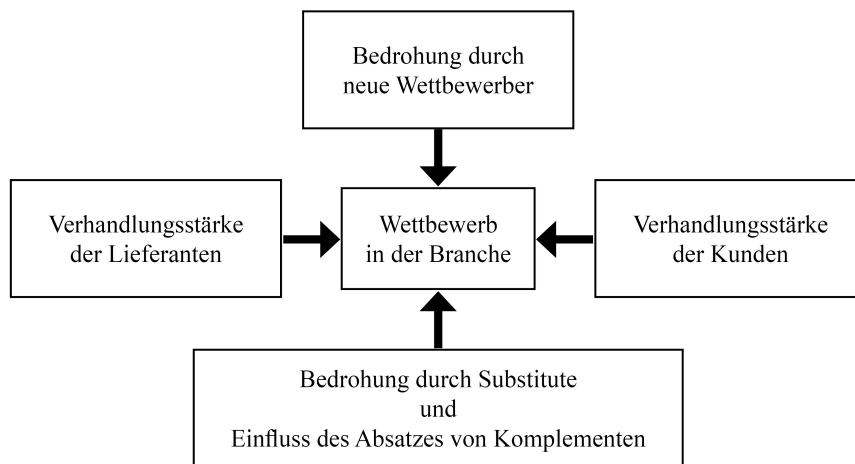 Bedrohung durch
neue Wettbewerber
Verhandlungsstärke
der Lieferanten
Wettbewerb
in der Branche
Verhandlungsstärke
der Kunden
Bedrohung durch Substitute
und
Einfluss des Absatzes von Komplementen